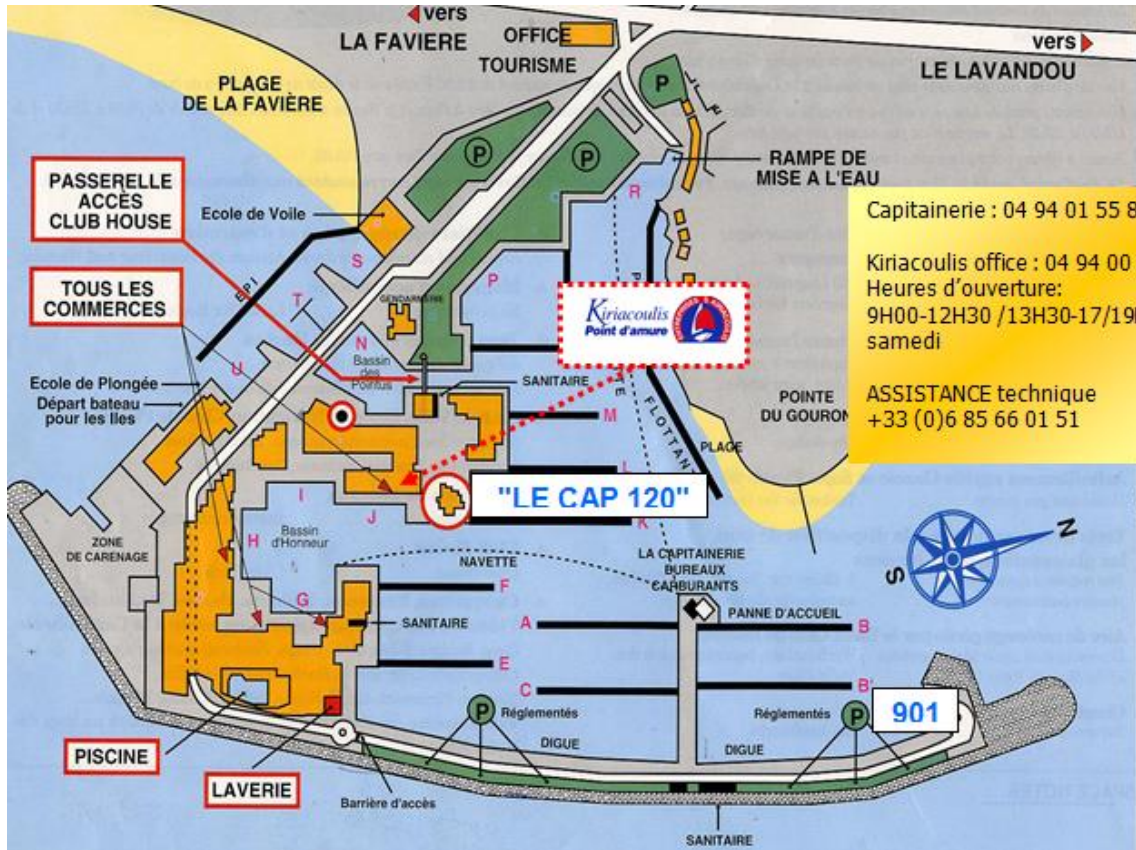 vers
LA FAVIERE
OFFICE
TOURISME
vers
LE LAVANDOU
PLAGE
DE LA FAVIÈRE
P
P
P
RAMPE DE
MISE A L'EAU
PASSERELLE
ACCÈS
CLUB HOUSE
Ecole de Voile
R
S
EPI
T
P
GENDARMERIE
TOUS LES
COMMERCES
Capitainerie : 04 94 01 55 8
Kiriacoulis office : 04 94 00
Heures d'ouverture:
9H00-12H30 /13H30-17/19
samedi
ASSISTANCE technique
+33 (0)6 85 66 01 51
Kiriacoulis
Point d'amure
N
Bassin
des
Pointus
U
SANITAIRE
Ecole de Plongée
Départ bateau
pour les Iles
M
FLOTTANT
PLAGE
POINTE
DU GOURON
L
"LE CAP 120"
K
I
J
Bassin
d'Honneur
H
ZONE
DE CARENAGE
N
S
NAVETTE
LA CAPITAINERIE
BUREAUX
CARBURANTS
F
G
SANITAIRE
A
PANNE D'ACCUEIL
B
E
C
B'
P
Réglementés
Réglementés
P
901
PISCINE
LAVERIE
DIGUE
DIGUE
Barrière d'accès
SANITAIRE